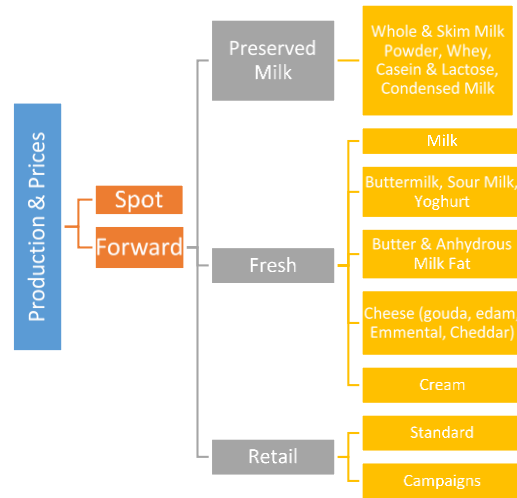 Production & Prices
Spot
Forward
Preserved
Milk
Whole & Skim Milk
Powder, Whey,
Casein & Lactose,
Condensed Milk
Fresh
Milk
Buttermilk, Sour Milk,
Yoghurt
Butter & Anhydrous
Milk Fat
Cheese (gouda, edam
Emmental, Cheddar)
Cream
Retail
Standard
Campaigns